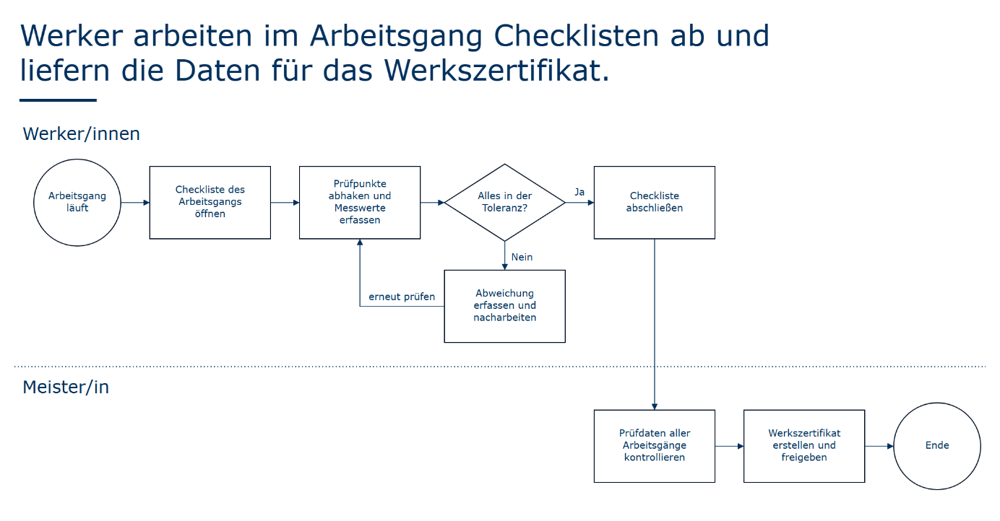 Werker arbeiten im Arbeitsgang Checklisten ab und
liefern die Daten für das Werkszertifikat.
Werker/innen
Arbeitsgang
läuft
Checkliste des
Arbeitsgangs
öffnen
Prüfpunkte
abhaken und
Messwerte
erfassen
Alles in der
Toleranz?
Ja
Checkliste
abschließen
Nein
erneut prüfen
Abweichung
erfassen und
nacharbeiten
Meister/in
Prüfdaten aller
Arbeitsgänge
kontrollieren
Werkszertifikat
erstellen und
freigeben
Ende